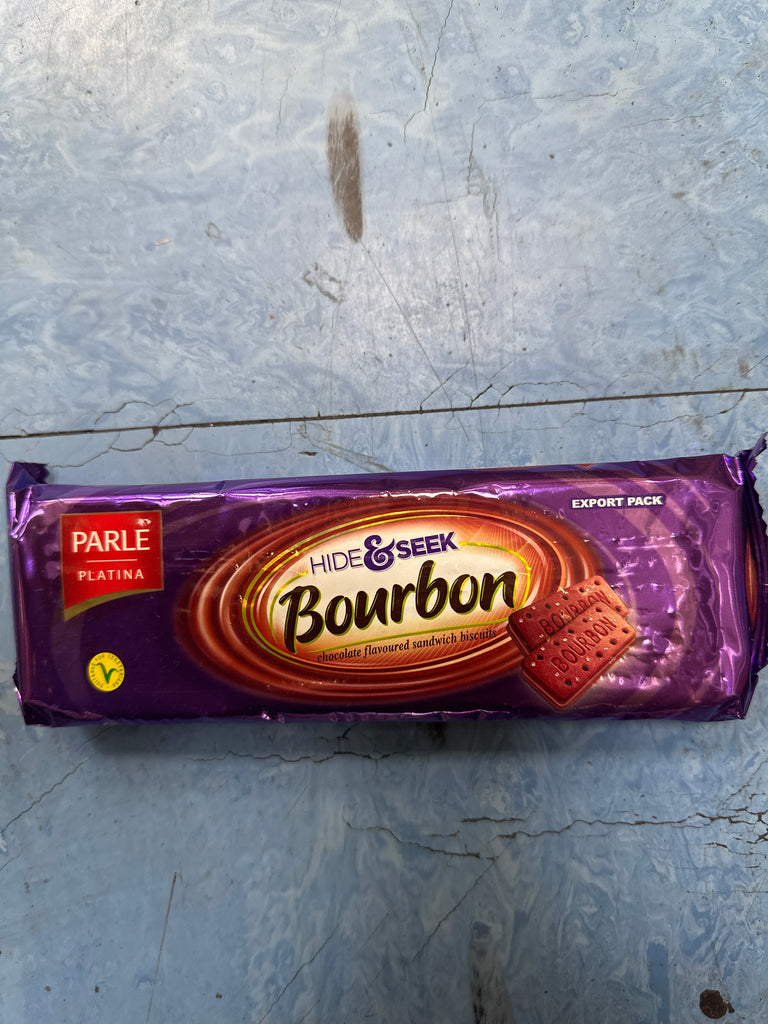 EXPORT PACK
PARLE
PLATINA
HIDE & SEEK
Bourbon
chocolate flavoured sandwich biscuits
BOURBON
BOURBON
V